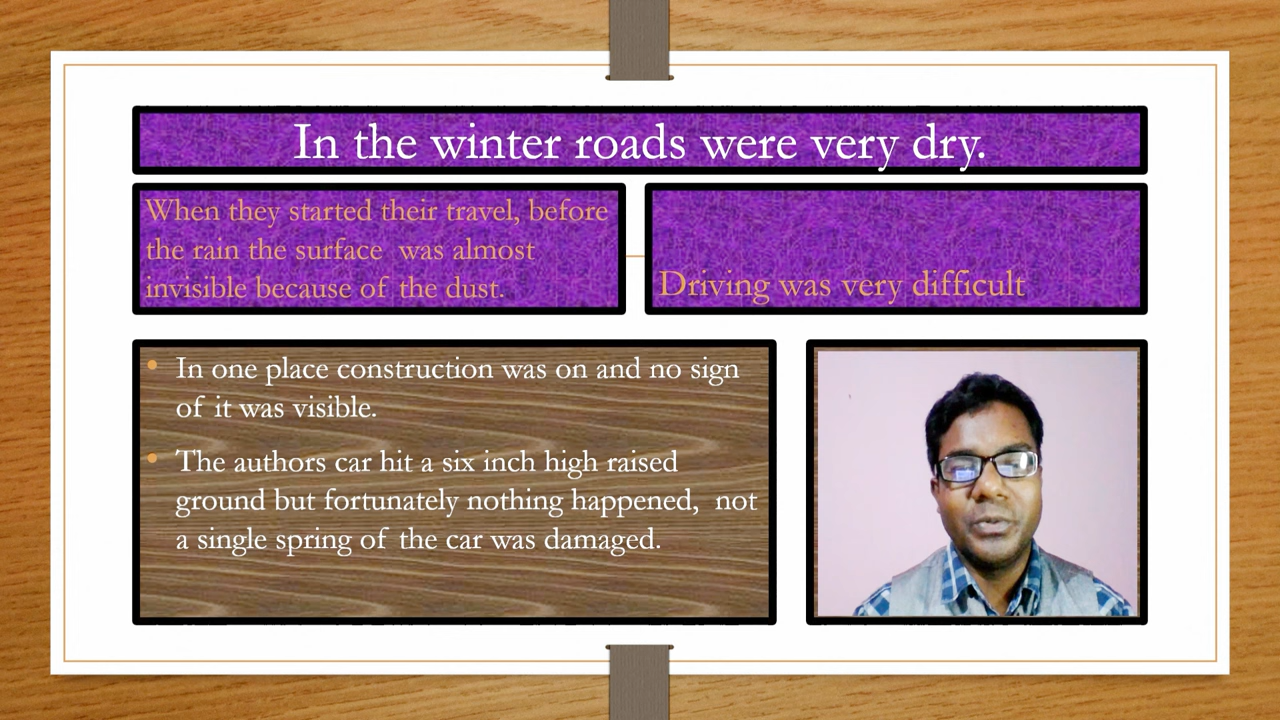 In the winter roads were very dry.
When they started their travel, before
the rain the surface was almost
invisible because of the dust.
Driving was very difficult
• In one place construction was on and no sign
of it was visible.
• The authors car hit a six inch high raised
ground but fortunately nothing happened, not
a single spring of the car was damaged.